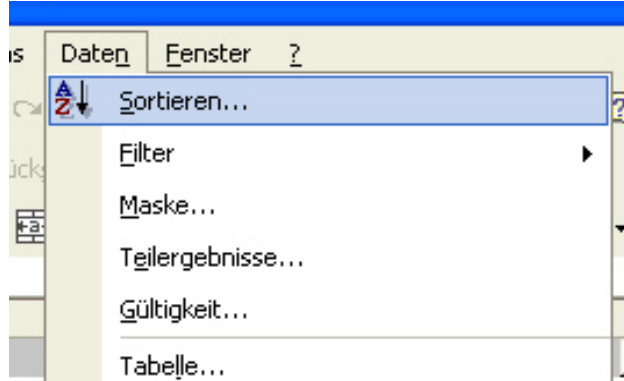 Daten Fenster ?
Sortieren...
Filter
Maske...
Teilergebnisse...
Gültigkeit...
Tabelle...